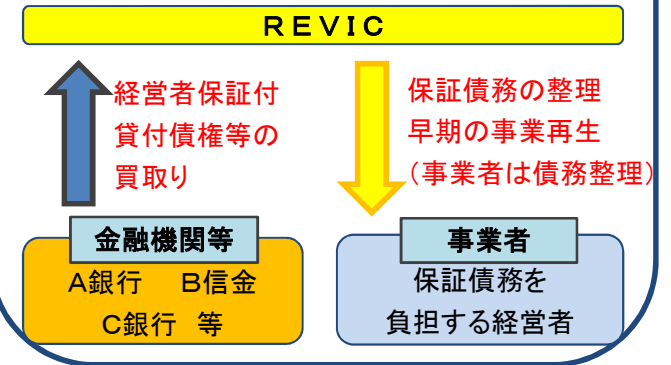 ＲＥＶＩＣ
経営者保証付
貸付債権等の
買取り
保証債務の整理
早期の事業再生
（事業者は債務整理）
金融機関等
Ａ銀行　Ｂ信金
Ｃ銀行 等
事業者
保証債務を
負担する経営者